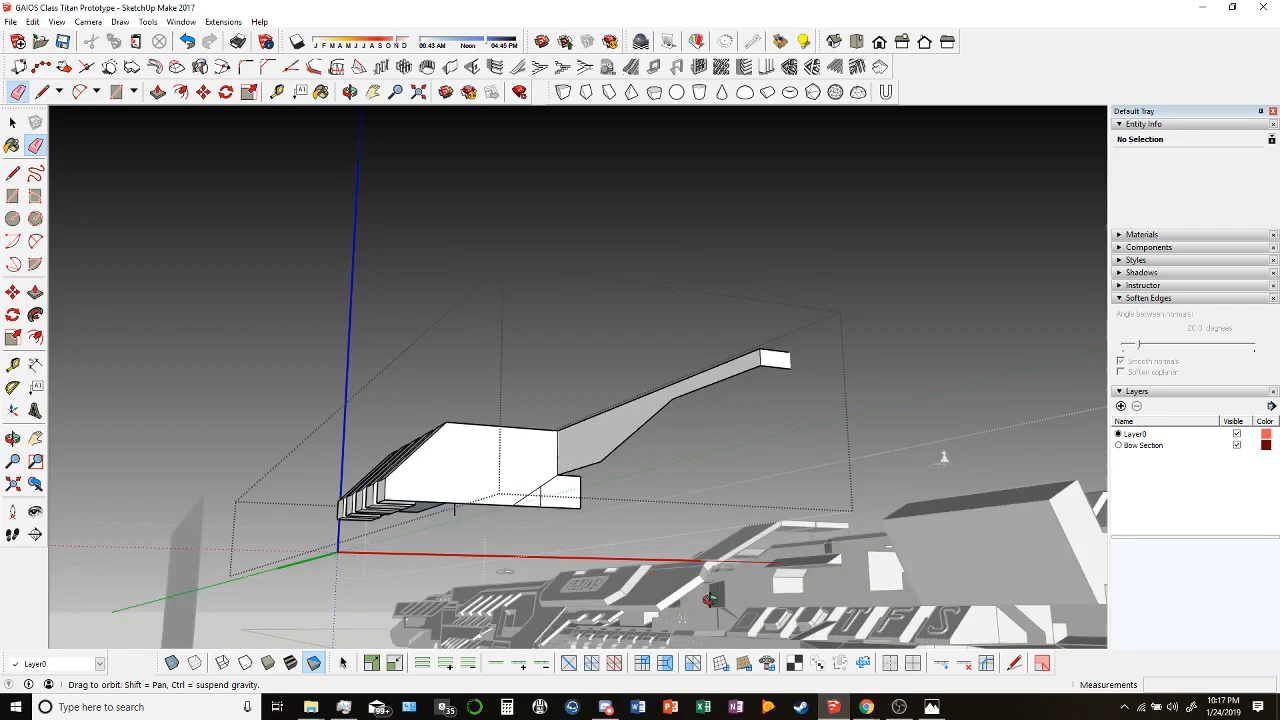 GAIOS Class Titan Prototype - SketchUp Make 2017
File Edit View Camera Draw Tools Window Extensions Help
J F M A M J J A S O N D 06:43 AM Noon 04:45 PM
Default Tray
Entity Info
No Selection
Materials
Components
Styles
Shadows
Instructor
Soften Edges
Angle between normals:
20.0 degrees
Smooth normals
Soften coplanar
Layers
Name Visible Color
Layer0
Bow Section
Layer0
Drag to orbit. Shift = Pan, Ctrl = suspend gravity.
Measurements
Type here to search
99+
35
10:17 PM
1/24/2019